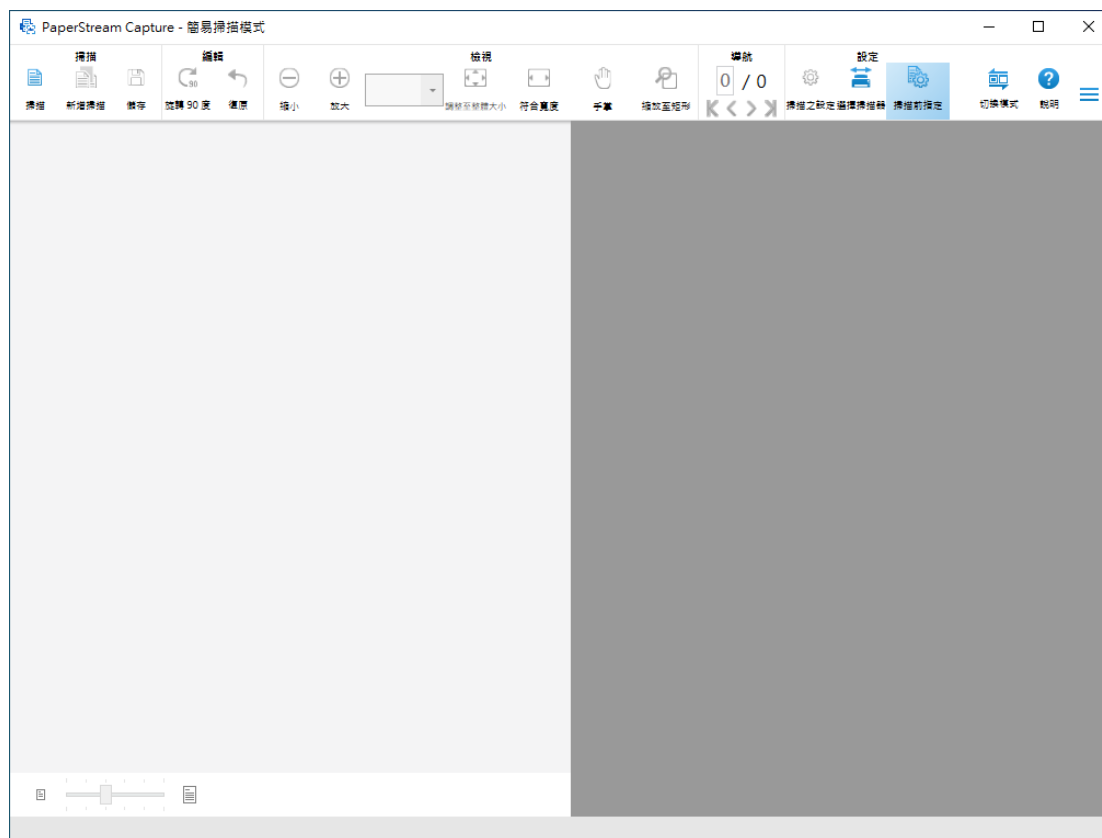 PaperStream Capture - 簡易掃描模式
掃描 編輯 檢視 導航 設定
90
0 / 0
掃描 新增掃描 儲存 旋轉 90 度 復原 縮小 放大 調整至整體大小 符合寬度 手掌 縮放至矩形 掃描之設定 選擇掃描器 掃描前指定 切換模式 說明